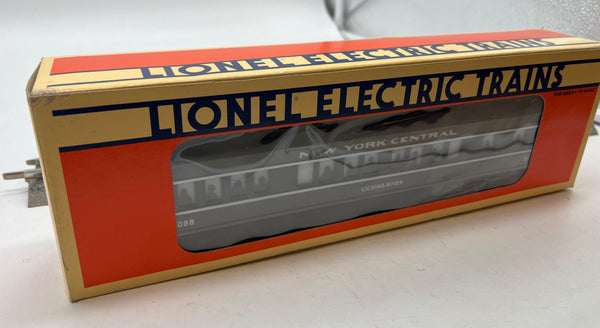 LIONEL ELECTRIC TRAINS
LIONEL ELECTRIC TRAINS
NEW YORK CENTRAL
LICKING RIVER
088